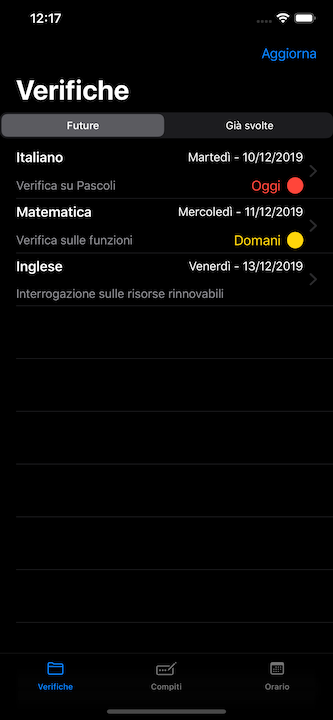 12:17
Aggiorna
Verifiche
Future Già svolte
Italiano Martedì - 10/12/2019
Verifica su Pascoli Oggi
Matematica Mercoledì - 11/12/2019
Verifica sulle funzioni Domani
Inglese Venerdì - 13/12/2019
Interrogazione sulle risorse rinnovabili
Verifiche Compiti Orario